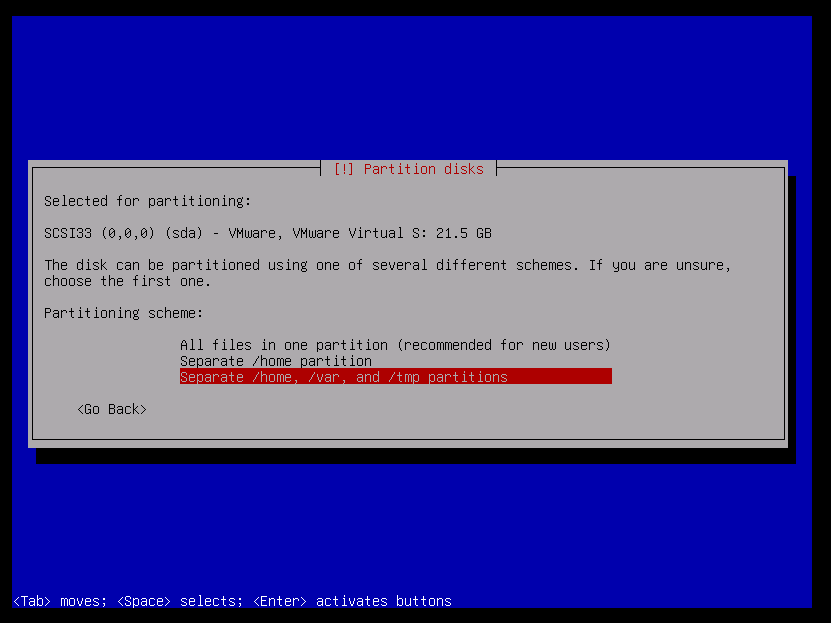 [!] Partition disks
Selected for partitioning:
SCSI33 (0,0,0) (sda) - VMware, VMware Virtual S: 21.5 GB
The disk can be partitioned using one of several different schemes. If you are unsure,
choose the first one.
Partitioning scheme:
All files in one partition (recommended for new users)
Separate /home partition
Separate /home, /var, and /tmp partitions
<Go Back>
<Tab> moves; <Space> selects; <Enter> activates buttons